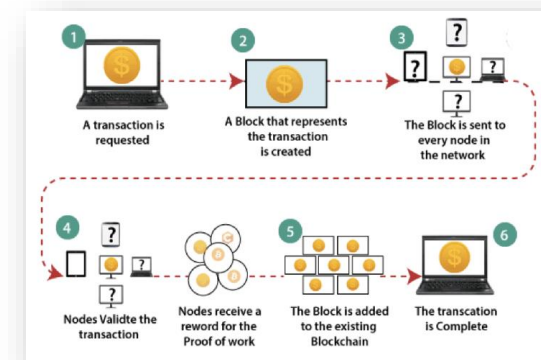 1
A transaction is
requested
2
A Block that represents
the transaction
is created
3
?
?
?
?
The Block is sent to
every node in
the network
4
?
?
?
Nodes Validte the
transaction
Nodes receive a
reword for the
Proof of work
5
The Block is added
to the existing
Blockchain
6
The transcation
is Complete